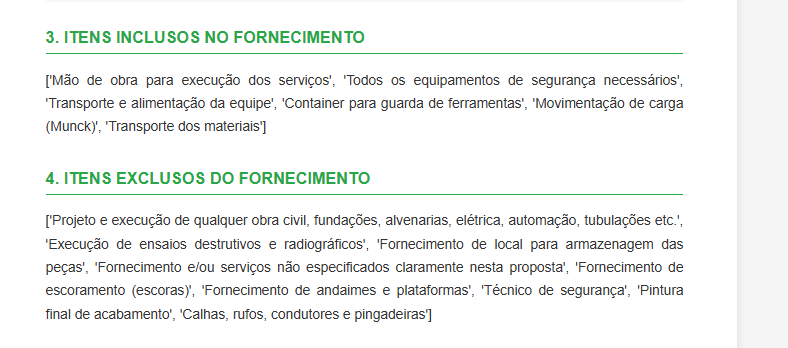 3. ITENS INCLUSOS NO FORNECIMENTO
['Mão de obra para execução dos serviços', 'Todos os equipamentos de segurança necessários',
'Transporte e alimentação da equipe', 'Container para guarda de ferramentas', 'Movimentação de carga
(Munck)', 'Transporte dos materiais']
4. ITENS EXCLUSOS DO FORNECIMENTO
['Projeto e execução de qualquer obra civil, fundações, alvenarias, elétrica, automação, tubulações etc.',
'Execução de ensaios destrutivos e radiográficos', 'Fornecimento de local para armazenagem das
peças', 'Fornecimento e/ou serviços não especificados claramente nesta proposta', 'Fornecimento de
escoramento (escoras)', 'Fornecimento de andaimes e plataformas', 'Técnico de segurança', 'Pintura
final de acabamento', 'Calhas, rufos, condutores e pingadeiras']